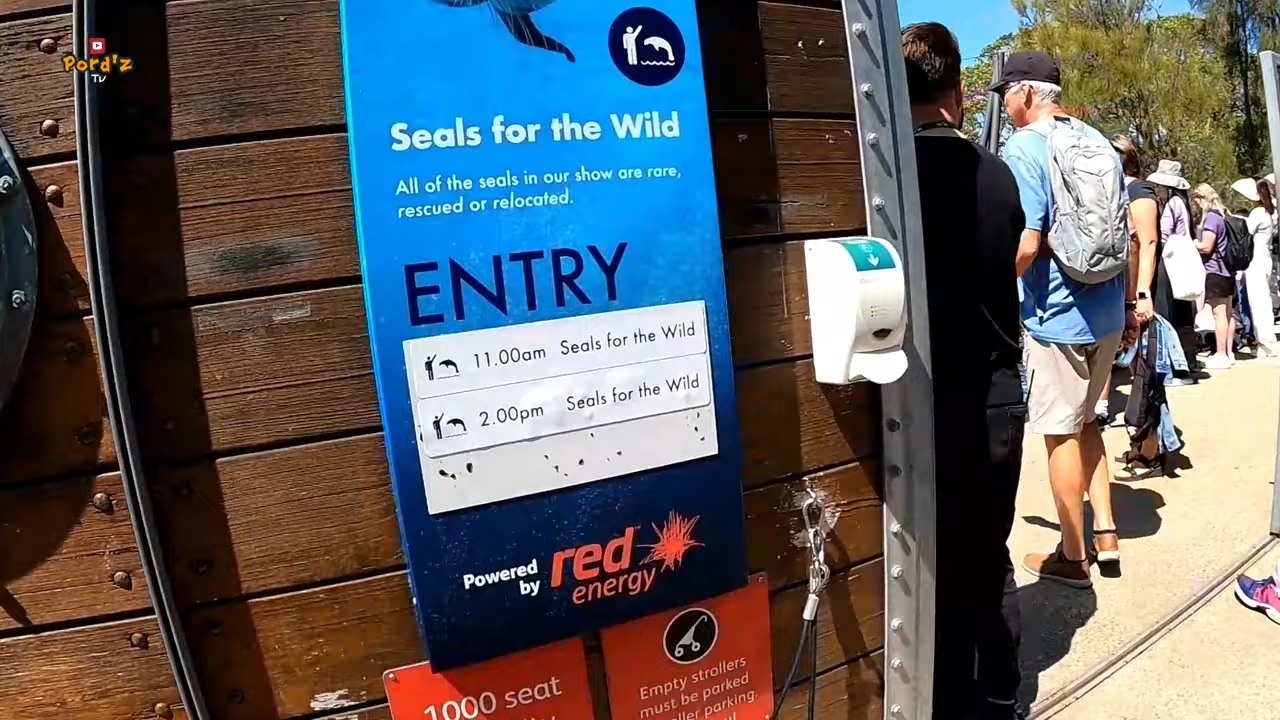 Pord'z
Tv
Seals for the Wild
All of the seals in our show are rare,
rescued or relocated.
ENTRY
11.00am Seals for the Wild
2.00pm Seals for the Wild
Powered
by
red
energy
1000 seat
Empty strollers
must be parked
parking.